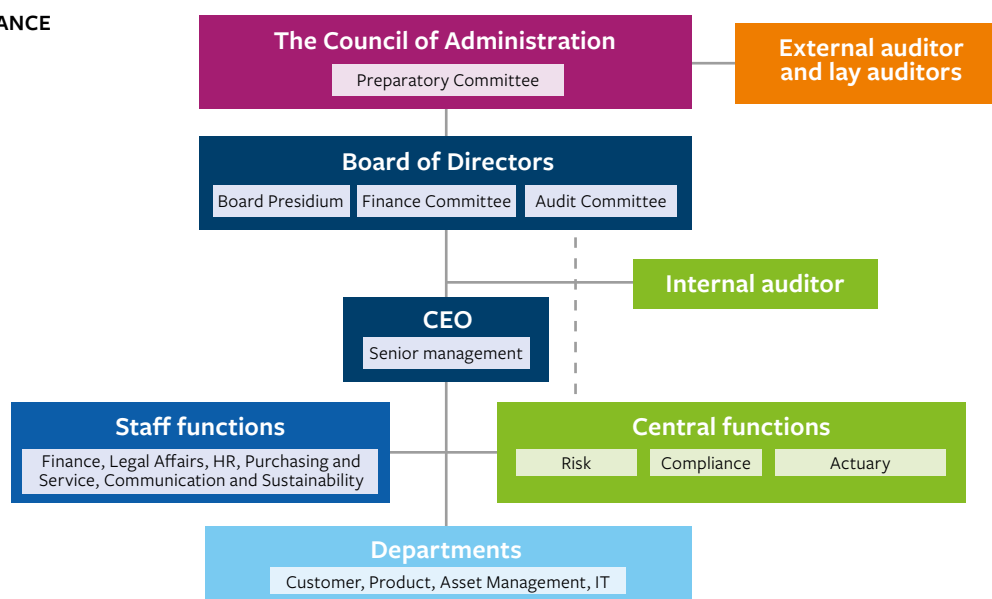 ANCE
The Council of Administration
Preparatory Committee
External auditor
and lay auditors
Board of Directors
Board Presidium
Finance Committee
Audit Committee
Internal auditor
CEO
Senior management
Staff functions
Finance, Legal Affairs, HR, Purchasing and
Service, Communication and Sustainability
Central functions
Risk
Compliance
Actuary
Departments
Customer, Product, Asset Management, IT